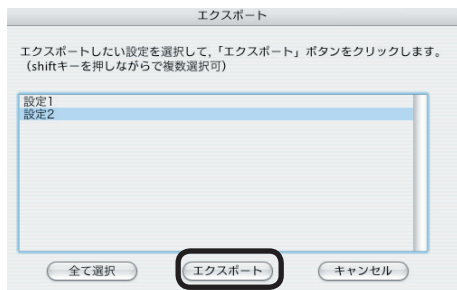 エクスポート
エクスポートしたい設定を選択して,「エクスポート」ボタンをクリックします。
（shiftキーを押しながらで複数選択可）
設定1
設定2
全て選択 エクスポート キャンセル